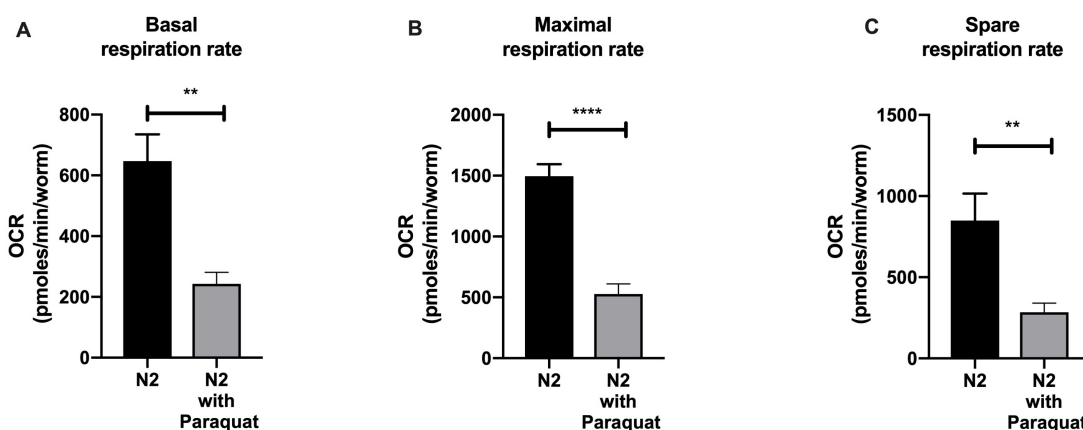 A
Basal
respiration rate
**
800
600
400
200
0
OCR
(pmoles/min/worm)
N2
N2
with
Paraquat
B
Maximal
respiration rate
****
2000
1500
1000
500
0
OCR
(pmoles/min/worm)
N2
N2
with
Paraquat
C
Spare
respiration rate
**
1500
1000
500
0
OCR
(pmoles/min/worm)
N2
N2
with
Paraquat